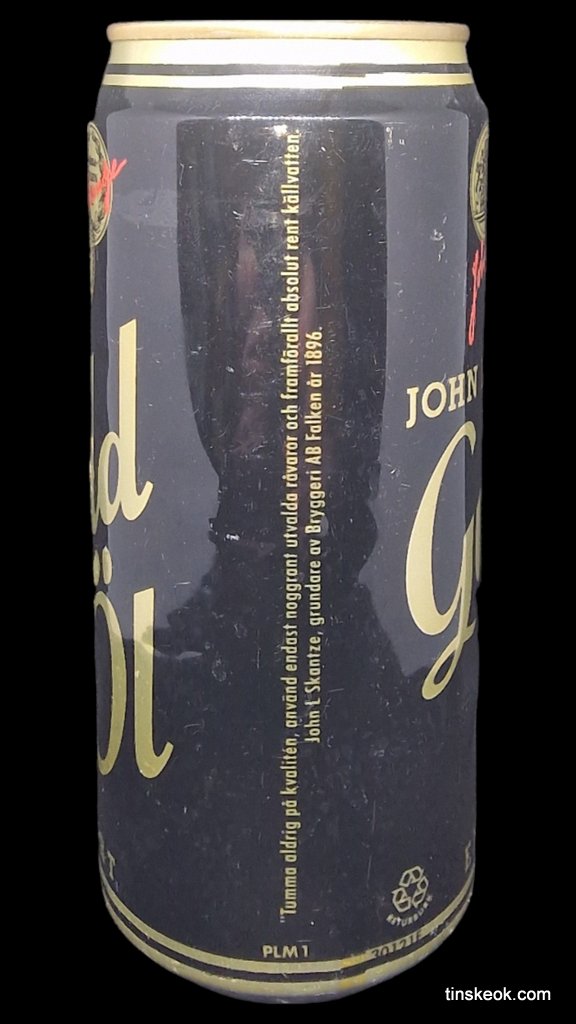 "Tumma aldrig på kvalitén, använd endast noggrant utvalda råvaror och framförallt absolut rent källvatten.
John L Skantze, grundare av Bryggeri AB Falken år 1896.
Öl
JOHN
RETURBURK
PLM 1
tinskeok.com